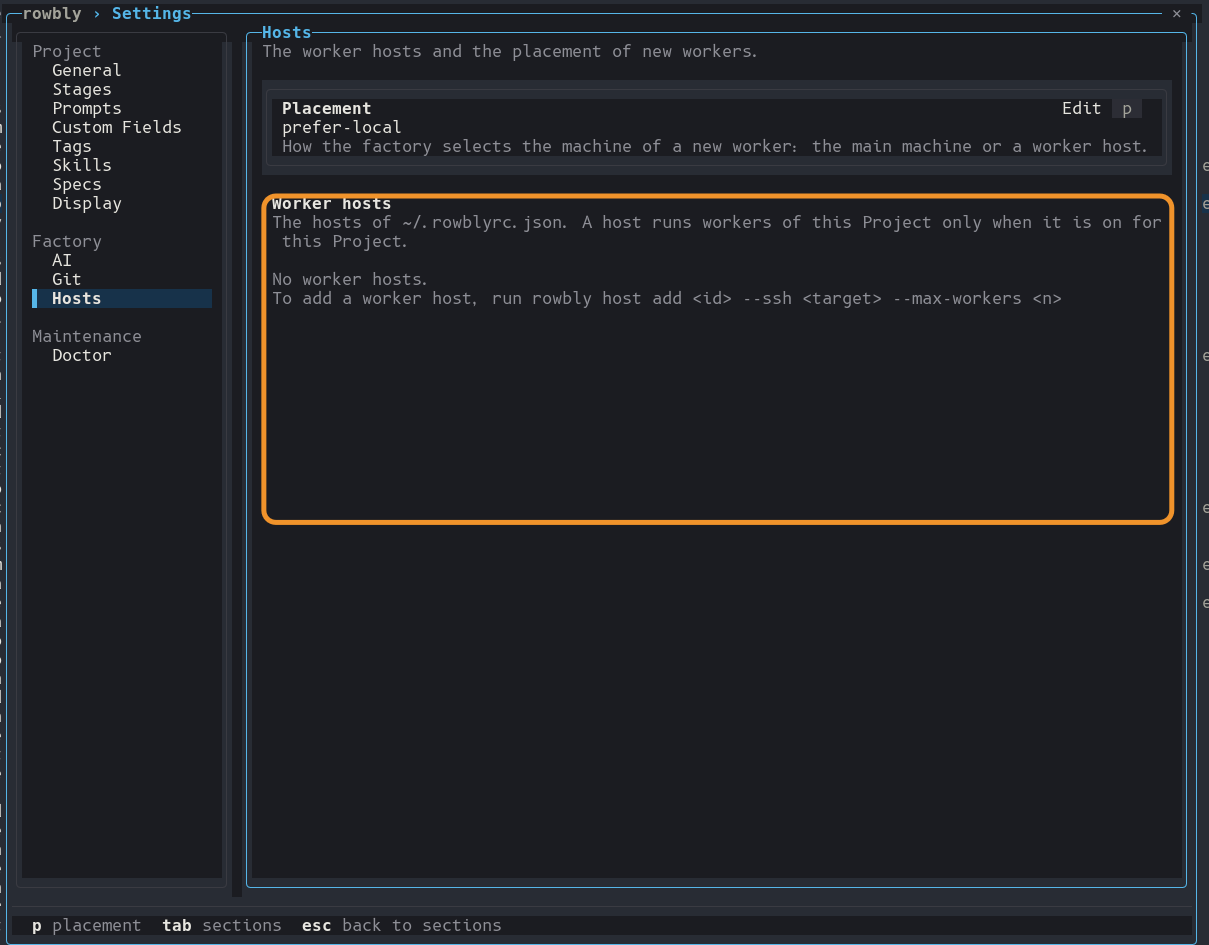 rowbly › Settings ×
Project
General
Stages
Prompts
Custom Fields
Tags
Skills
Specs
Display
Factory
AI
Git
Hosts
Maintenance
Doctor
Hosts
The worker hosts and the placement of new workers.
Placement Edit p
prefer-local
How the factory selects the machine of a new worker: the main machine or a worker host.
Worker hosts
The hosts of ~/.rowblyrc.json. A host runs workers of this Project only when it is on for
this Project.
No worker hosts.
To add a worker host, run rowbly host add <id> --ssh <target> --max-workers <n>
p placement tab sections esc back to sections